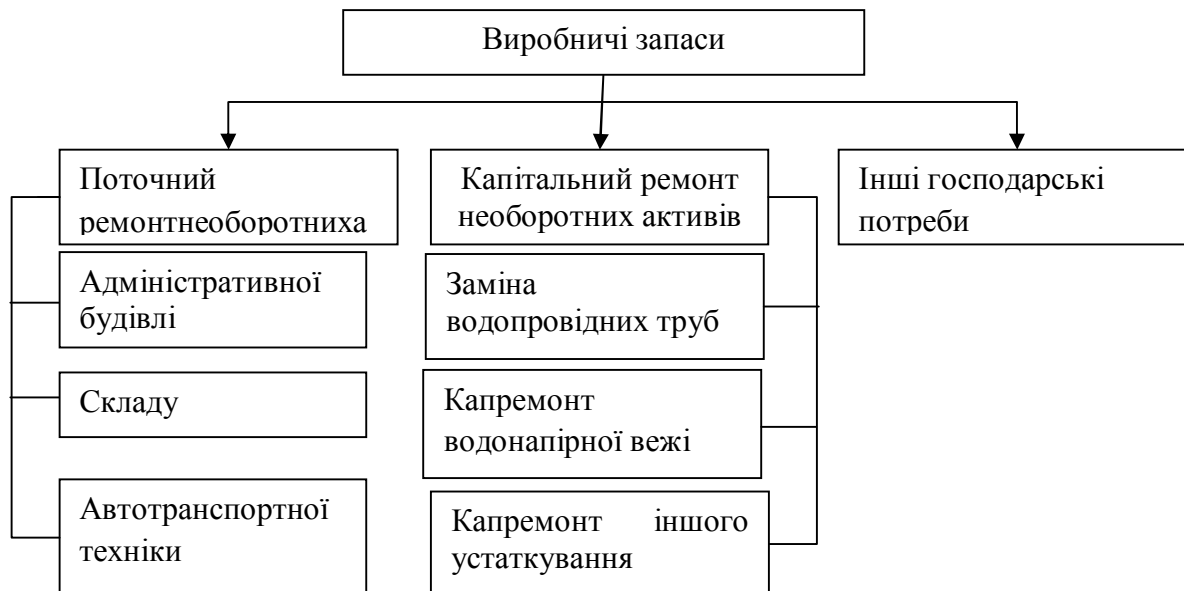 Виробничі запаси
Поточний
ремонтнеоборотниха
Капітальний ремонт
необоротних активів
Інші господарські
потреби
Адміністративної
будівлі
Заміна
водопровідних труб
Складу
Капремонт
водонапірної вежі
Автотранспортної
техніки
Капремонт іншого
устаткування